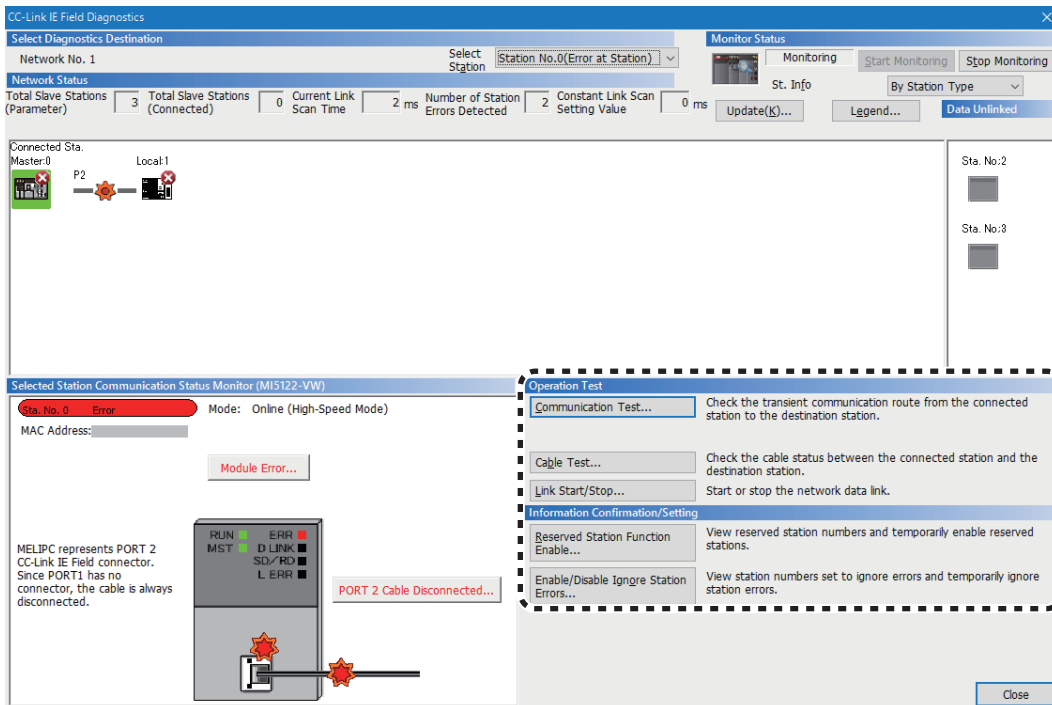 CC-Link IE Field Diagnostics
Select Diagnostics Destination
Monitor Status
Network No. 1
Select
Station
Station No.0(Error at Station)
Monitoring
Start Monitoring
Stop Monitoring
Network Status
St. Info
By Station Type
Total Slave Stations
(Parameter)
3
Total Slave Stations
(Connected)
0
Current Link
Scan Time
2 ms
Number of Station
Errors Detected
2
Constant Link Scan
Setting Value
0 ms
Update(K)...
Legend...
Data Unlinked
Connected Sta.
Master:0
Local:1
P2
Sta. No:2
Sta. No:3
Selected Station Communication Status Monitor (MI5122-VW)
Sta. No. 0 Error
Mode: Online (High-Speed Mode)
MAC Address:
Module Error...
MELIPC represents PORT 2
CC-Link IE Field connector.
Since PORT1 has no
connector, the cable is always
disconnected.
RUN ERR
MST D LINK
SD/RD
L ERR
PORT 2 Cable Disconnected...
Operation Test
Communication Test...
Check the transient communication route from the connected
station to the destination station.
Cable Test...
Check the cable status between the connected station and the
destination station.
Link Start/Stop...
Start or stop the network data link.
Information Confirmation/Setting
Reserved Station Function
Enable...
View reserved station numbers and temporarily enable reserved
stations.
Enable/Disable Ignore Station
Errors...
View station numbers set to ignore errors and temporarily ignore
station errors.
Close